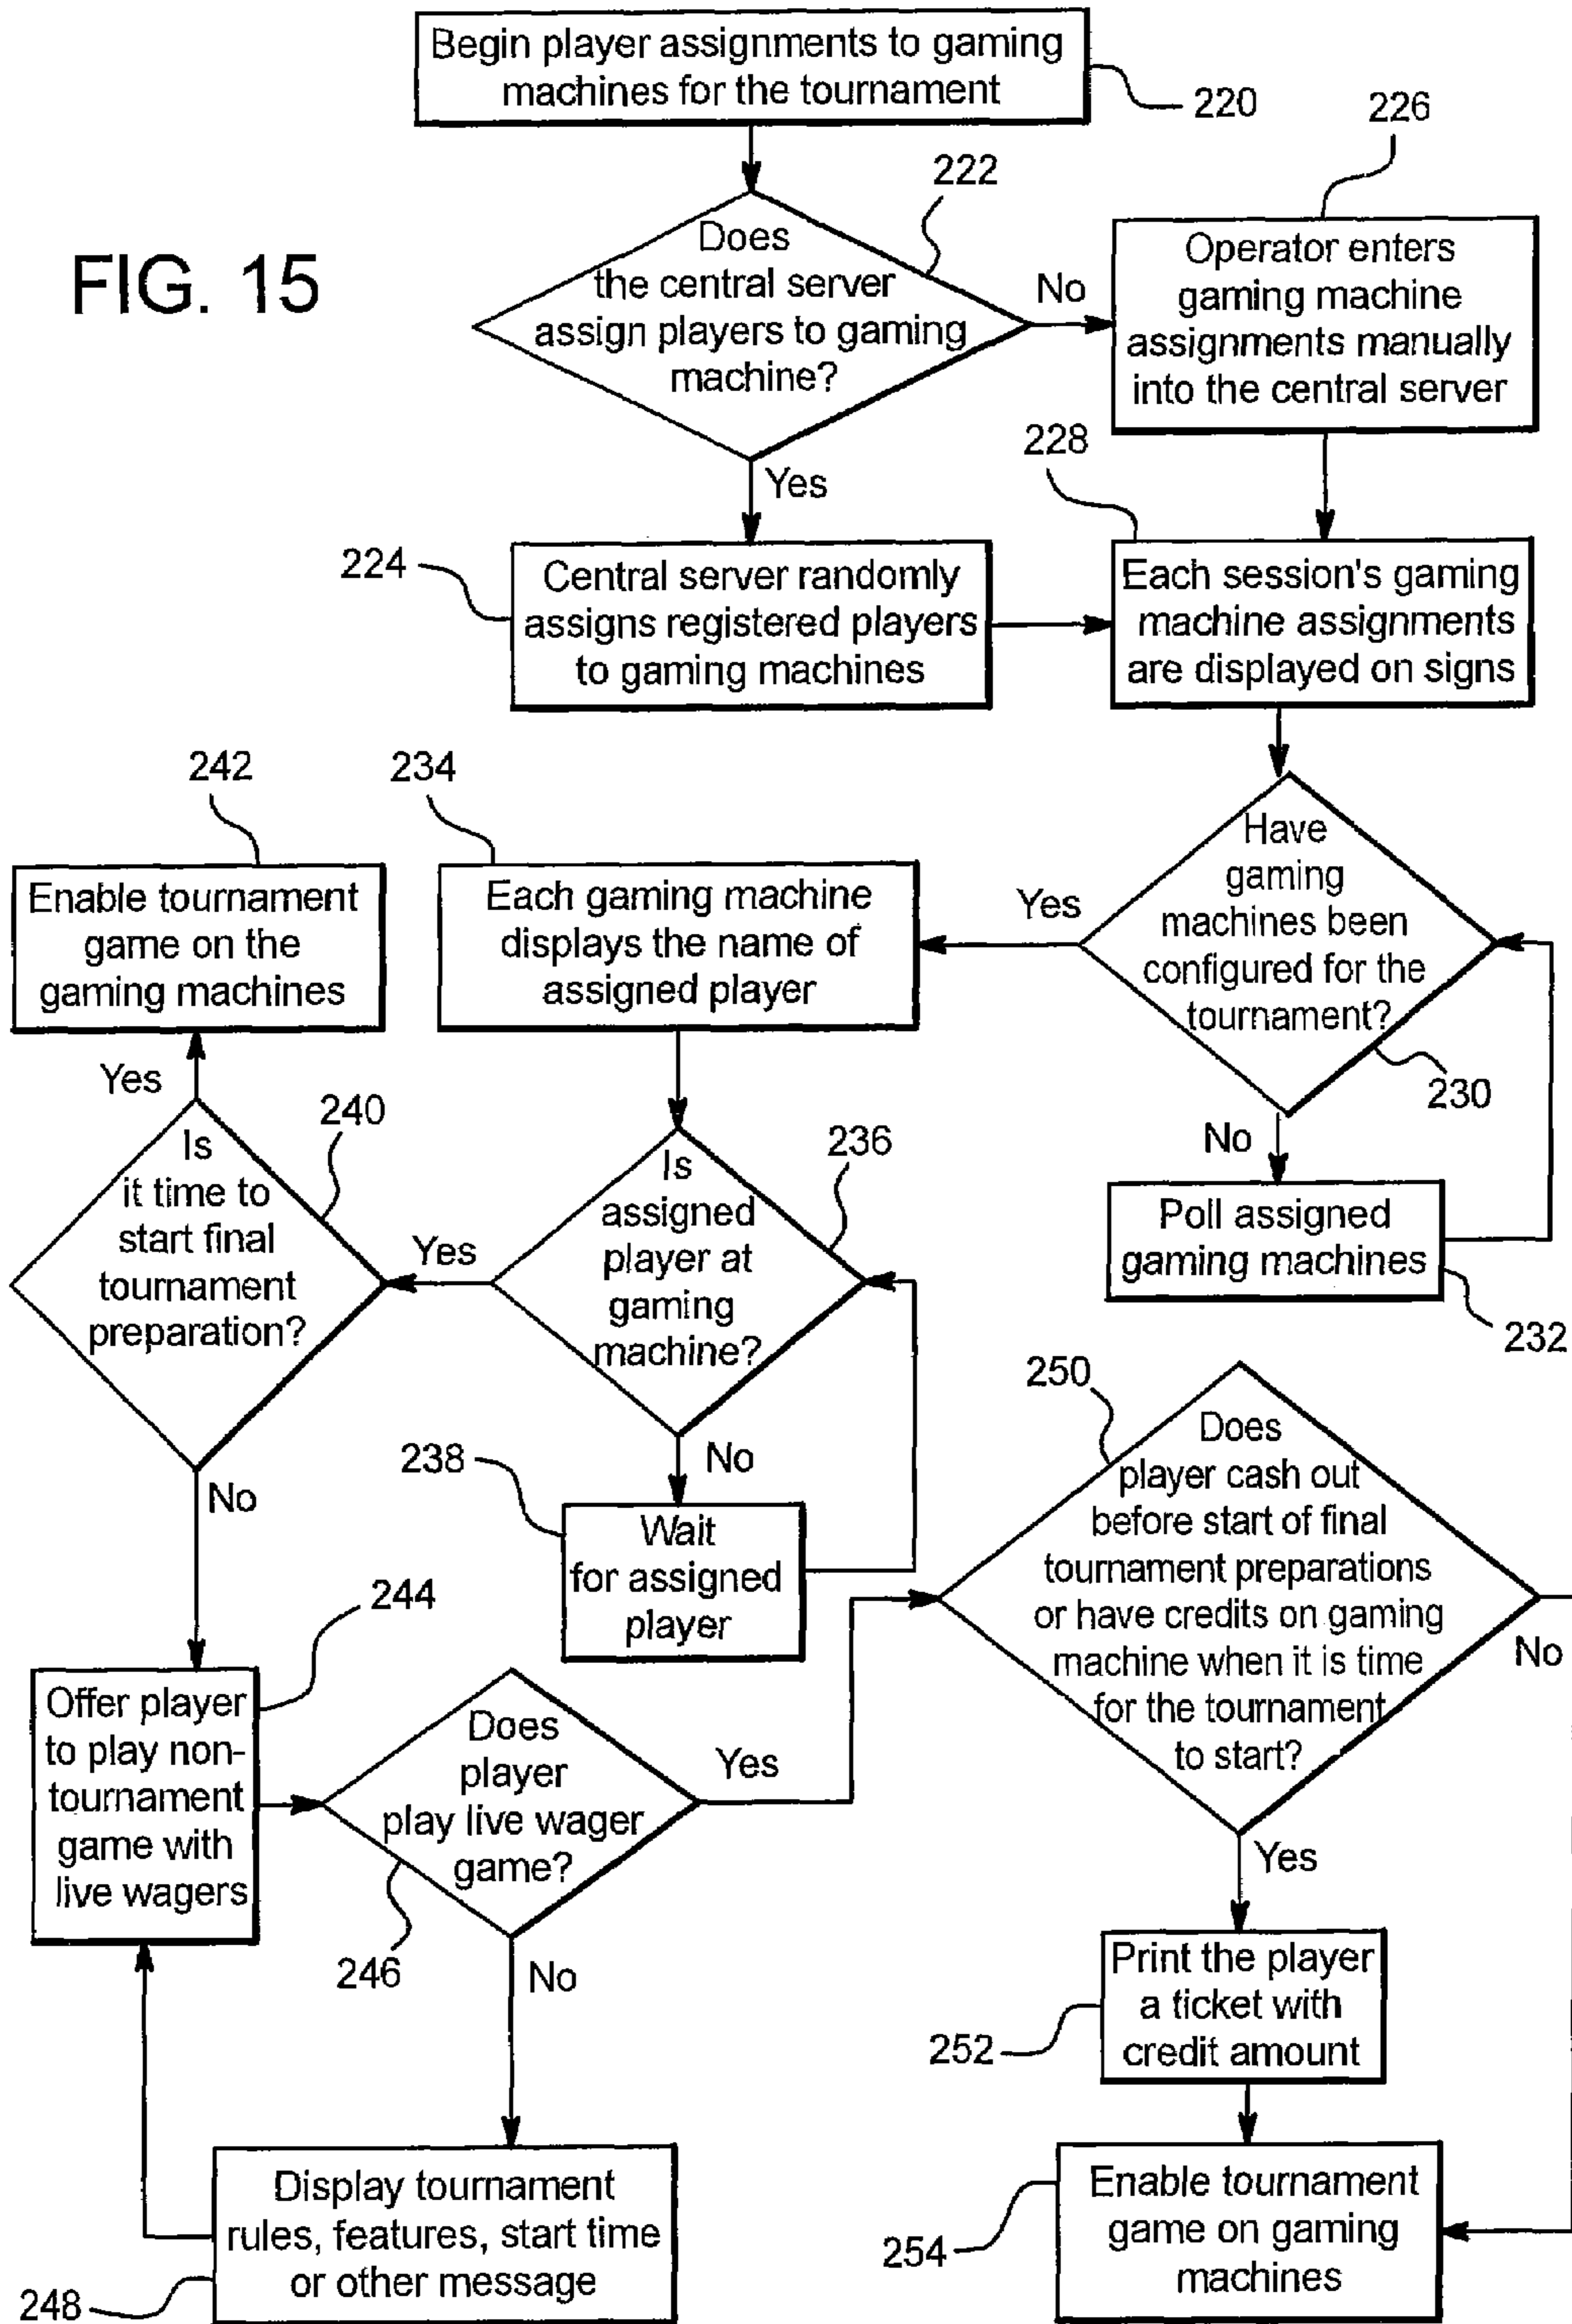 Begin player assignments to gaming
machines for the tournament
220
226
222
FIG. 15
Does
the central server
assign players to gaming
machine?
No
Operator enters
gaming machine
assignments manually
into the central server
Yes
228
224
Central server randomly
assigns registered players
to gaming machines
Each session's gaming
machine assignments
are displayed on signs
242
234
Have
gaming
machines been
configured for the
tournament?
Yes
230
No
Poll assigned
gaming machines
232
Each gaming machine
displays the name of
assigned player
Enable tournament
game on the
gaming machines
Yes
240
Is
it time to
start final
tournament
preparation?
Yes
236
Is
assigned
player at
gaming
machine?
No
238
Wait
for assigned
player
No
244
Offer player
to play non-
tournament
game with
live wagers
Does
player
play live wager
game?
Yes
246
No
Display tournament
rules, features, start time
or other message
248
250
Does
player cash out
before start of final
tournament preparations
or have credits on gaming
machine when it is time
for the tournament
to start?
No
Yes
Print the player
a ticket with
credit amount
252
Enable tournament
game on gaming
machines
254